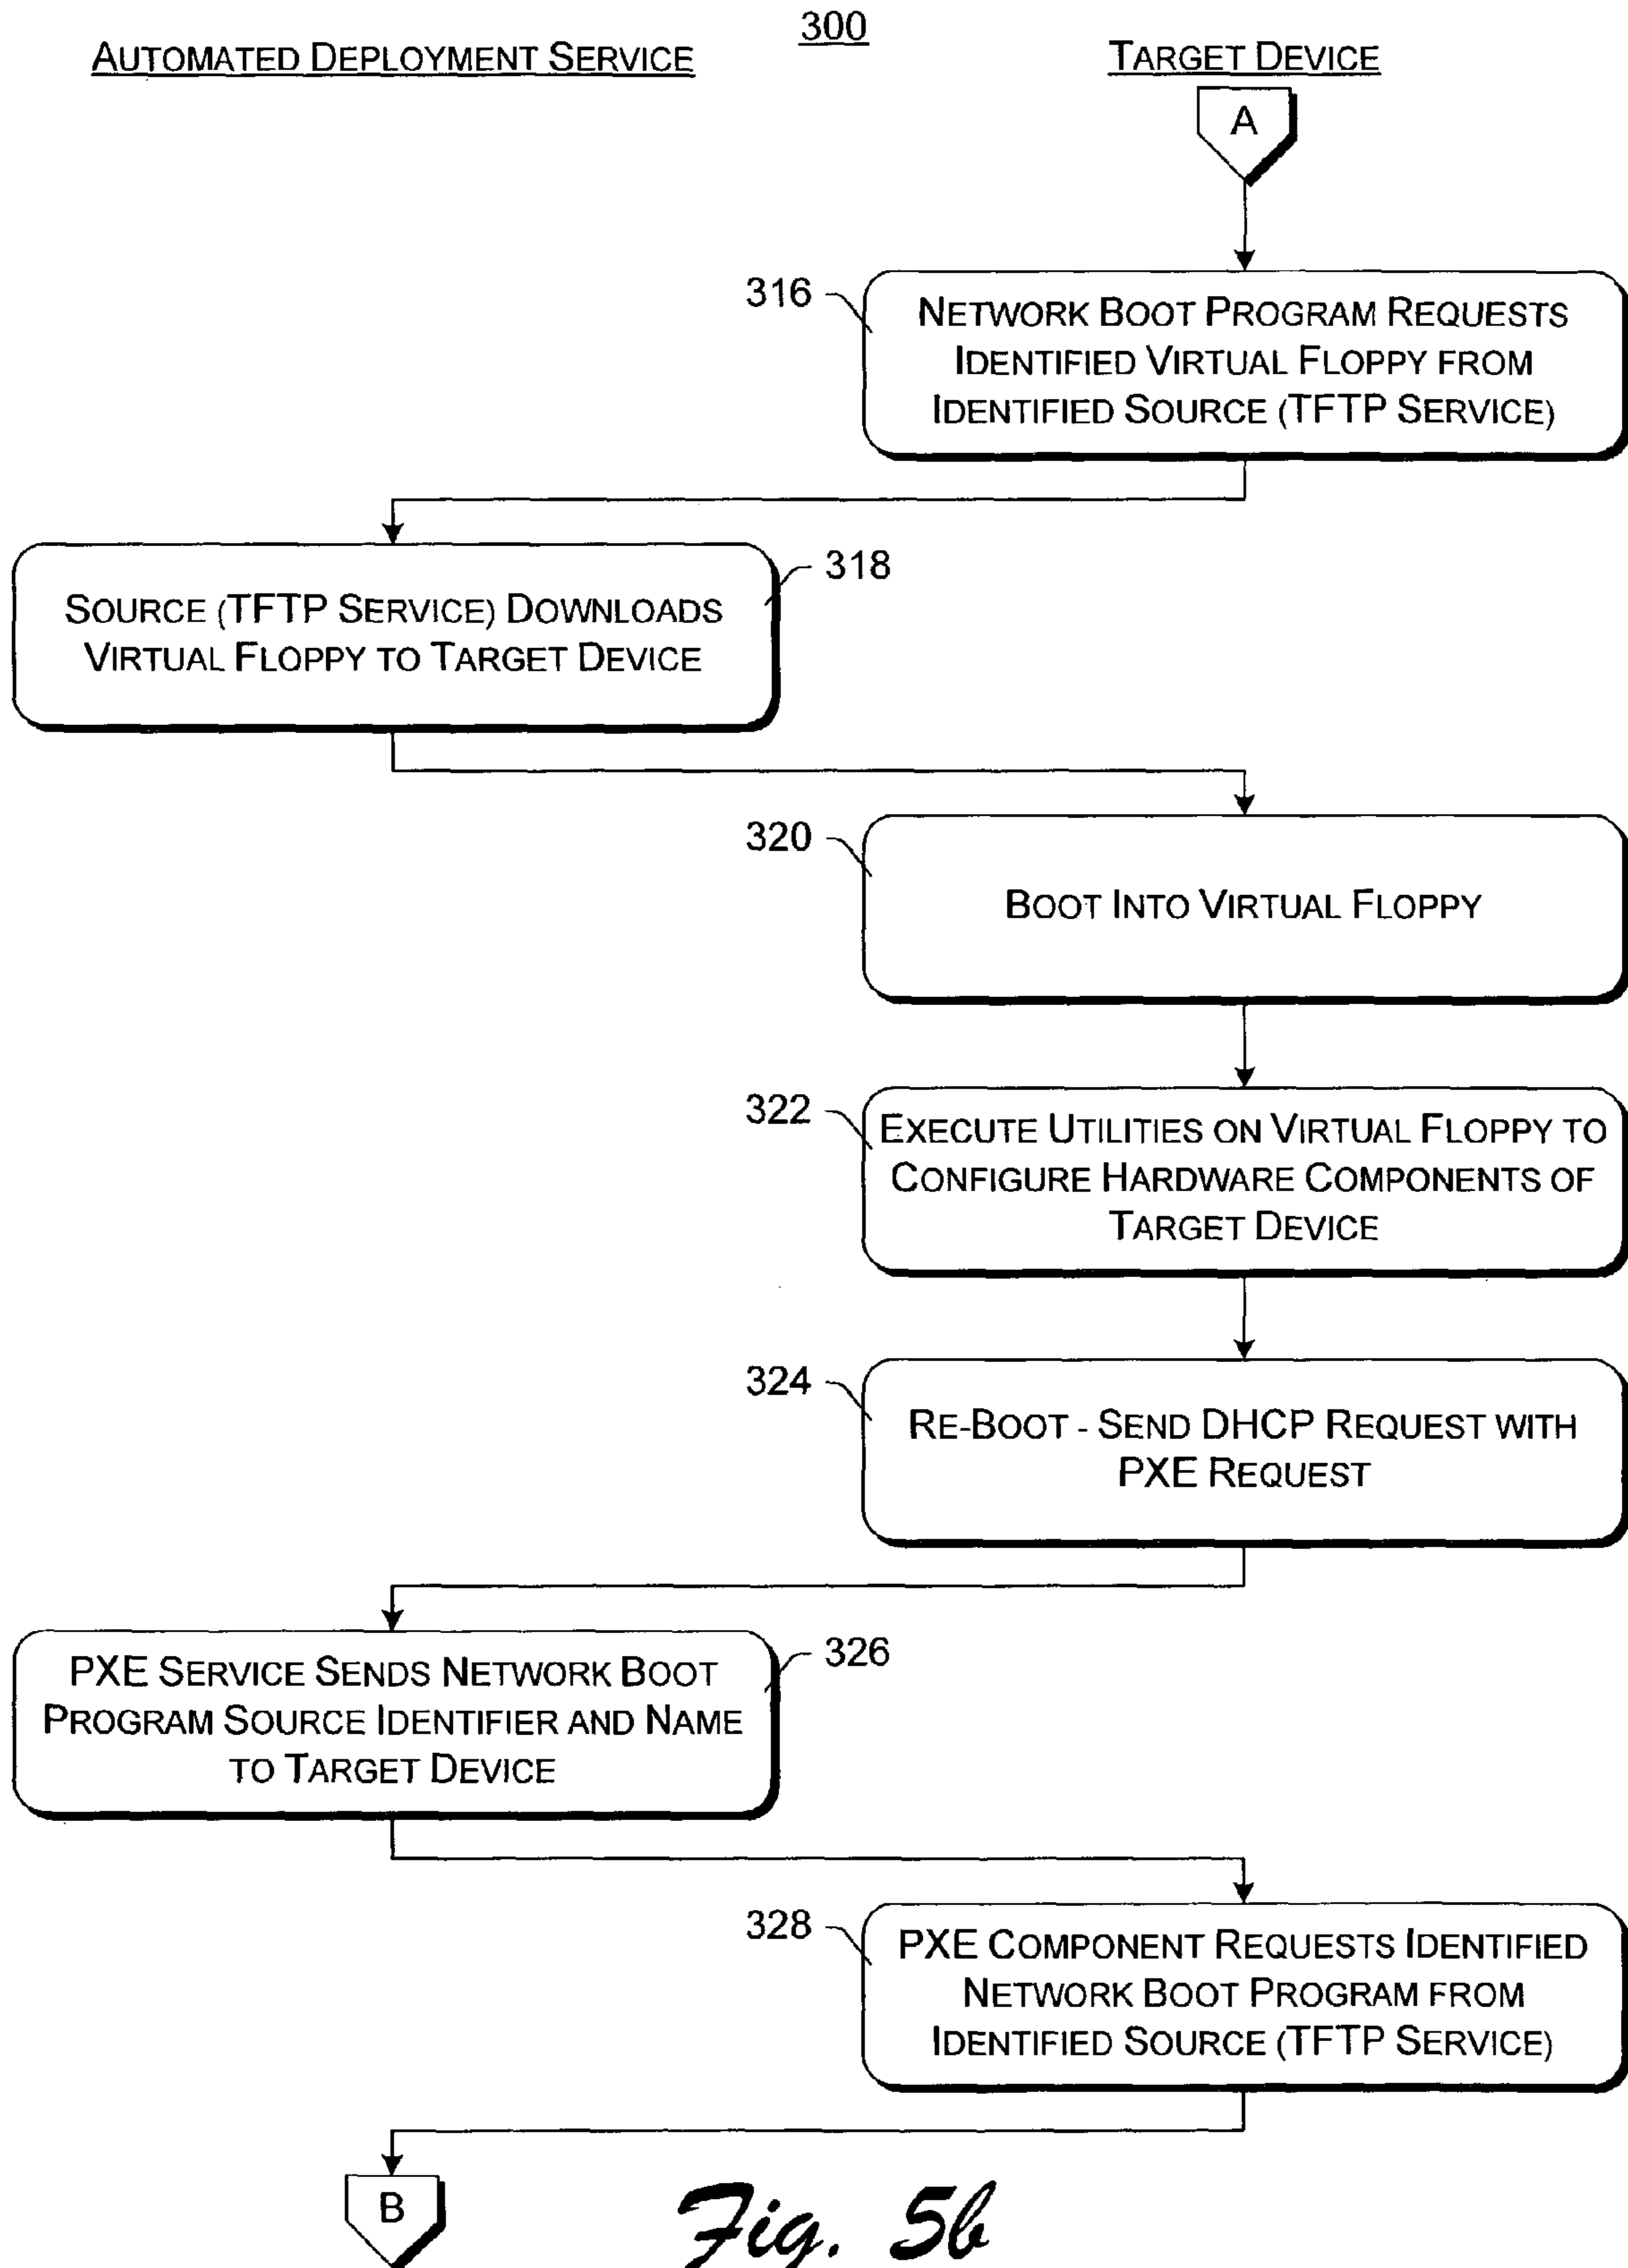 300
AUTOMATED DEPLOYMENT SERVICE
TARGET DEVICE
A
316
NETWORK BOOT PROGRAM REQUESTS
IDENTIFIED VIRTUAL FLOPPY FROM
IDENTIFIED SOURCE (TFTP SERVICE)
318
SOURCE (TFTP SERVICE) DOWNLOADS
VIRTUAL FLOPPY TO TARGET DEVICE
320
BOOT INTO VIRTUAL FLOPPY
322
EXECUTE UTILITIES ON VIRTUAL FLOPPY TO
CONFIGURE HARDWARE COMPONENTS OF
TARGET DEVICE
324
RE-BOOT - SEND DHCP REQUEST WITH
PXE REQUEST
326
PXE SERVICE SENDS NETWORK BOOT
PROGRAM SOURCE IDENTIFIER AND NAME
TO TARGET DEVICE
328
PXE COMPONENT REQUESTS IDENTIFIED
NETWORK BOOT PROGRAM FROM
IDENTIFIED SOURCE (TFTP SERVICE)
B
Fig. 5b